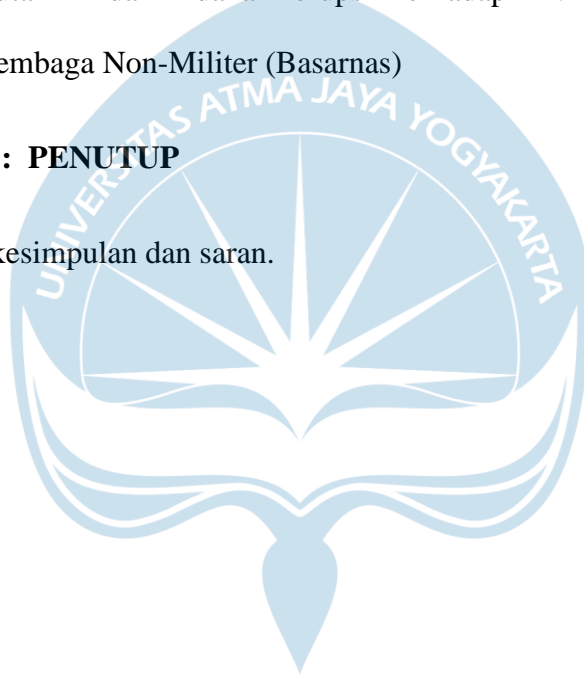 embaga Non-Militer (Basarnas)
: PENUTUP
kesimpulan dan saran.
UNIVERSITAS ATMA JAYA YOGYAKARTA